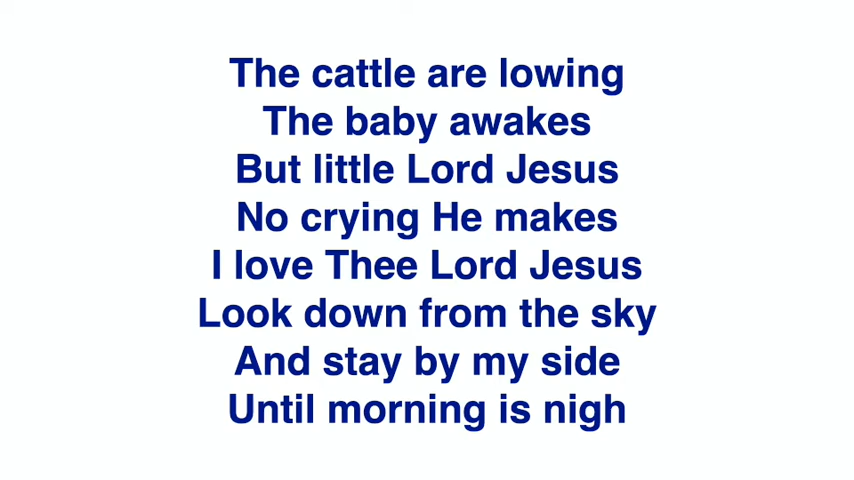 The cattle are lowing
The baby awakes
But little Lord Jesus
No crying He makes
I love Thee Lord Jesus
Look down from the sky
And stay by my side
Until morning is nigh